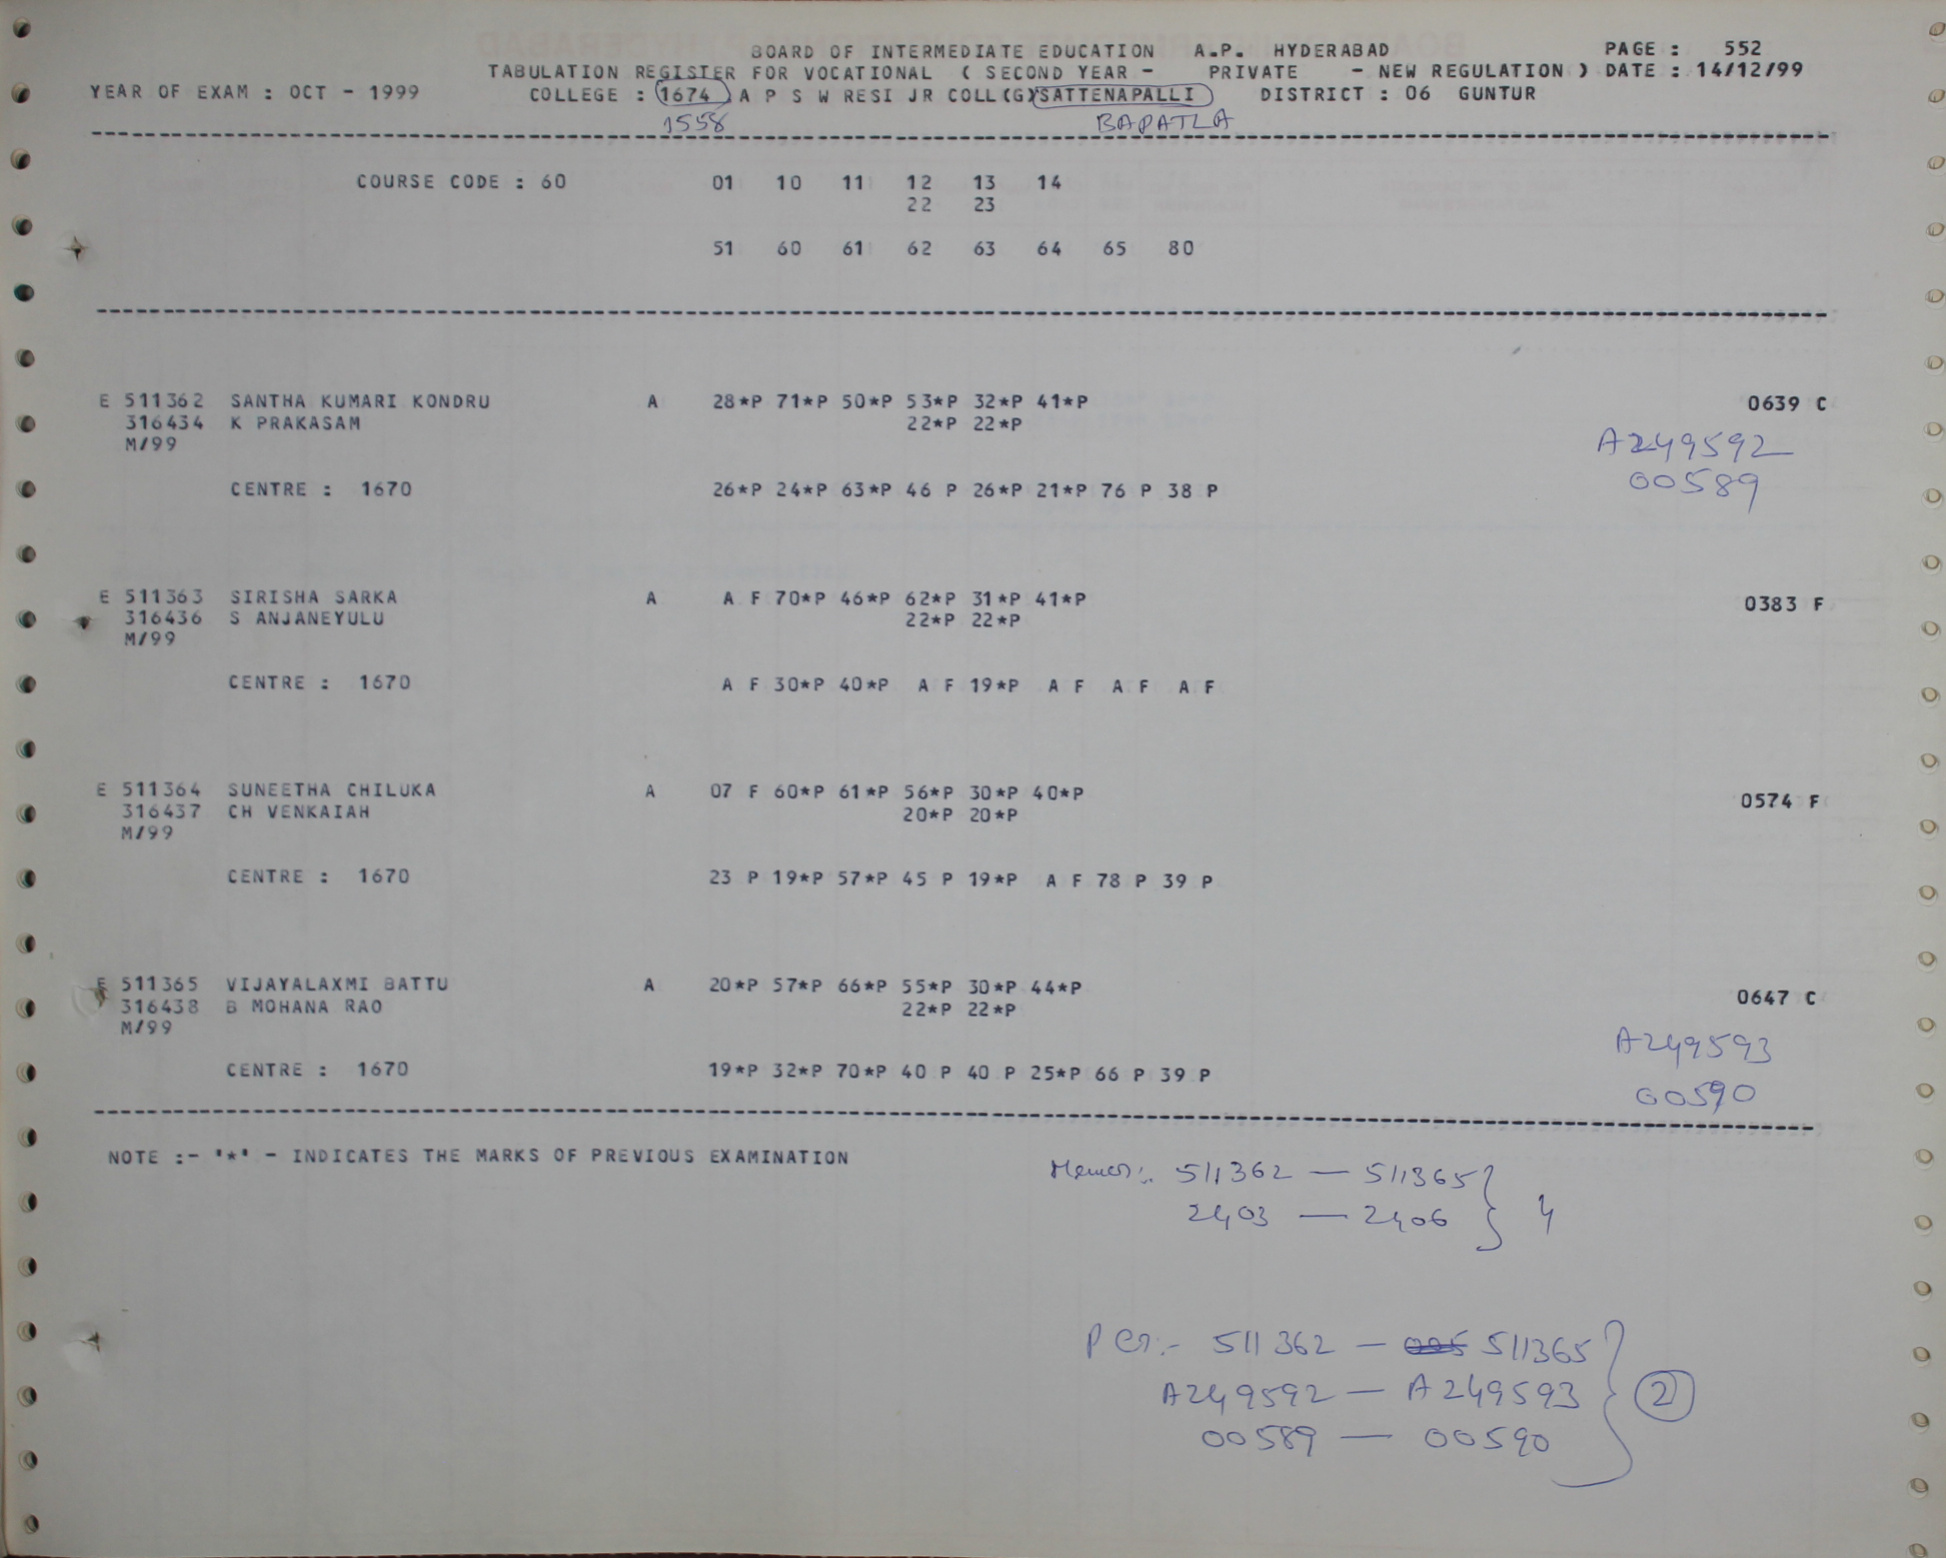 BOARD OF INTERMEDIATE EDUCATION A.P. HYDERABAD PAGE : 552
TABULATION REGISTER FOR VOCATIONAL ( SECOND YEAR - PRIVATE - NEW REGULATION ) DATE : 14/12/99
YEAR OF EXAM : OCT - 1999 COLLEGE : 1674 A P S W RESI JR COLL(G)SATTENAPALLI DISTRICT : 06 GUNTUR
1558 BAPATLA
COURSE CODE : 60 01 10 11 12 13 14
22 23
51 60 61 62 63 64 65 80
E 511362 SANTHA KUMARI KONDRU A 28*P 71*P 50*P 53*P 32*P 41*P 0639 C
316434 K PRAKASAM 22*P 22*P
M/99 A249592
CENTRE : 1670 26*P 24*P 63*P 46 P 26*P 21*P 76 P 38 P 00589
E 511363 SIRISHA SARKA A A F 70*P 46*P 62*P 31*P 41*P 0383 F
316436 S ANJANEYULU 22*P 22*P
M/99
CENTRE : 1670 A F 30*P 40*P A F 19*P A F A F A F
E 511364 SUNEETHA CHILUKA A 07 F 60*P 61*P 56*P 30*P 40*P 0574 F
316437 CH VENKAIAH 20*P 20*P
M/99
CENTRE : 1670 23 P 19*P 57*P 45 P 19*P A F 78 P 39 P
E 511365 VIJAYALAXMI BATTU A 20*P 57*P 66*P 55*P 30*P 44*P 0647 C
316438 B MOHANA RAO 22*P 22*P
M/99 A249593
CENTRE : 1670 19*P 32*P 70*P 40 P 40 P 25*P 66 P 39 P
00590
NOTE :- '*' - INDICATES THE MARKS OF PREVIOUS EXAMINATION
511362 — 511365
2403 — 2406 } 4
511362 — 511365
A249592 — A249593 } 2
00589 — 00590